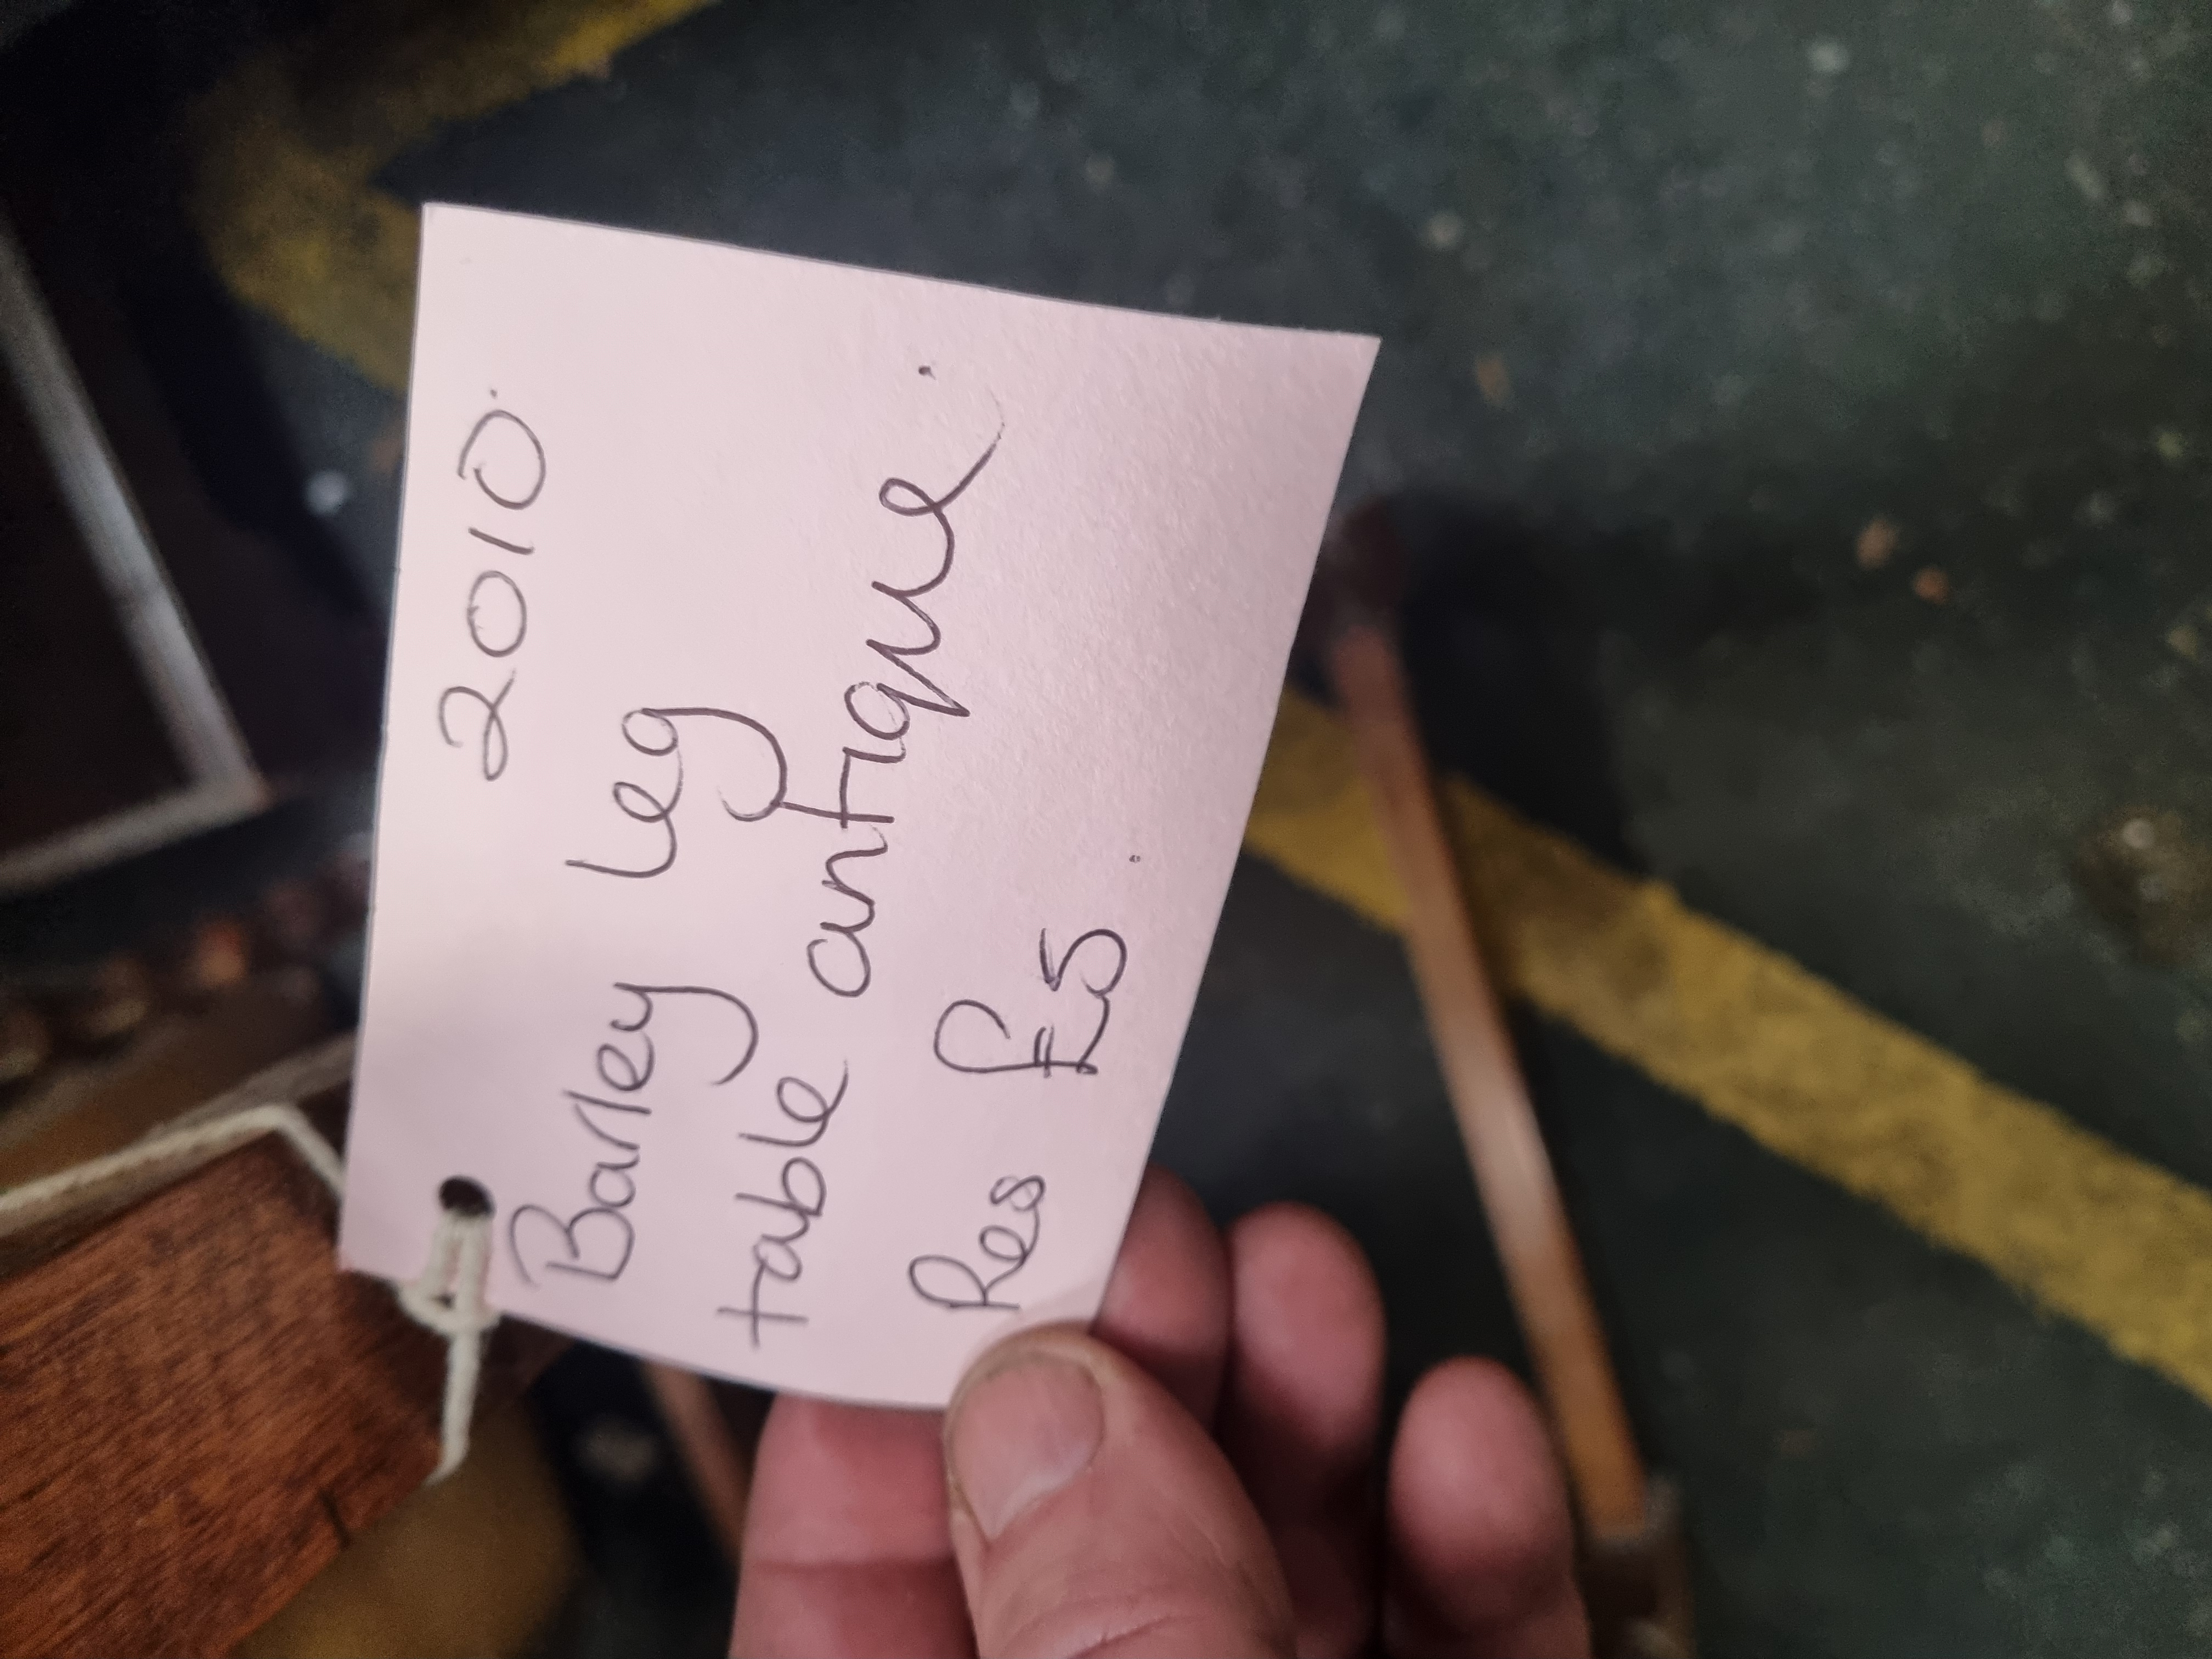 2010.
Barley Leg
table antique.
Res £5.